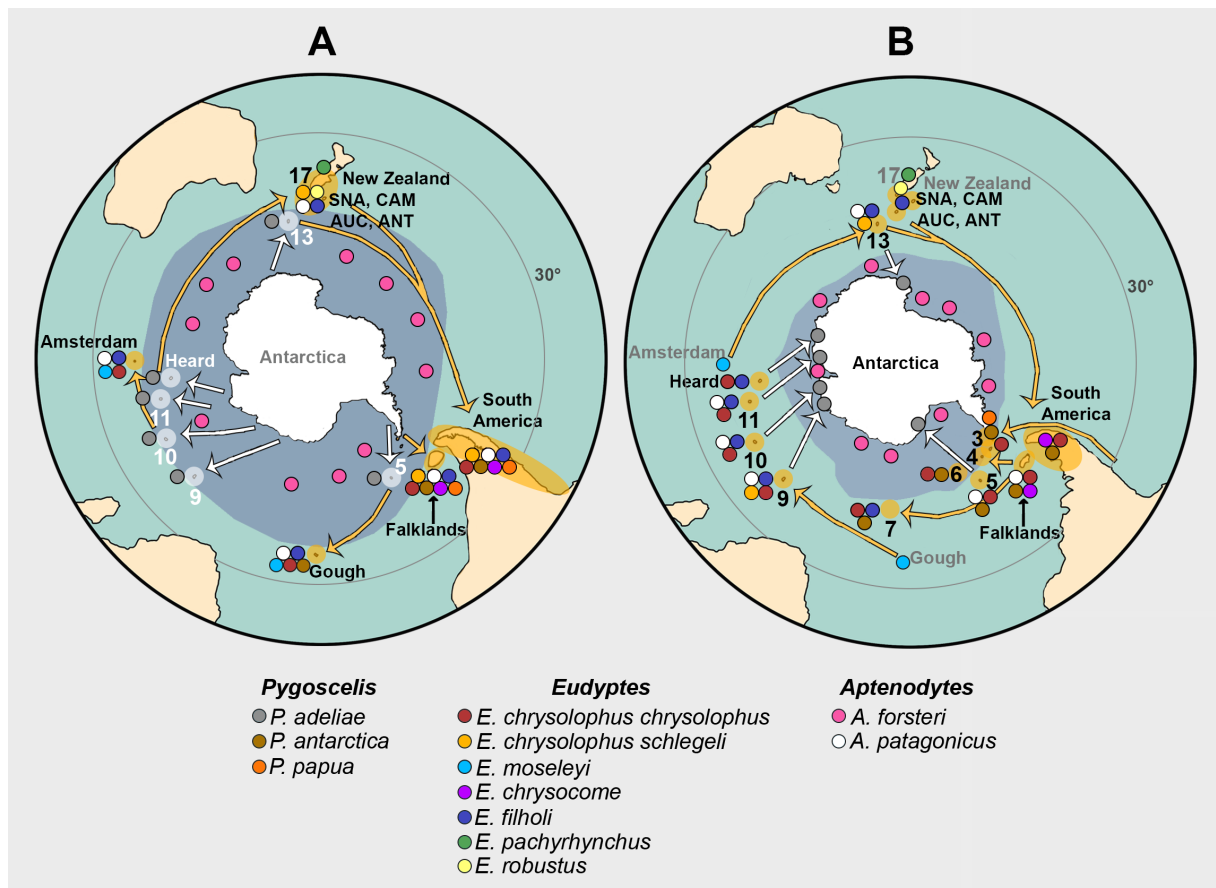 A
B
17
New Zealand
SNA, CAM
AUC, ANT
13
30°
Amsterdam
Heard
Antarctica
11
10
9
5
South
America
Falklands
Gough
17
New Zealand
SNA, CAM
AUC, ANT
13
30°
Amsterdam
Heard
Antarctica
11
10
9
South
America
3
4
6
5
7
Falklands
Gough
Pygoscelis
P. adeliae
P. antarctica
P. papua
Eudyptes
E. chrysolophus chrysolophus
E. chrysolophus schlegeli
E. moseleyi
E. chrysocome
E. filholi
E. pachyrhynchus
E. robustus
Aptenodytes
A. forsteri
A. patagonicus